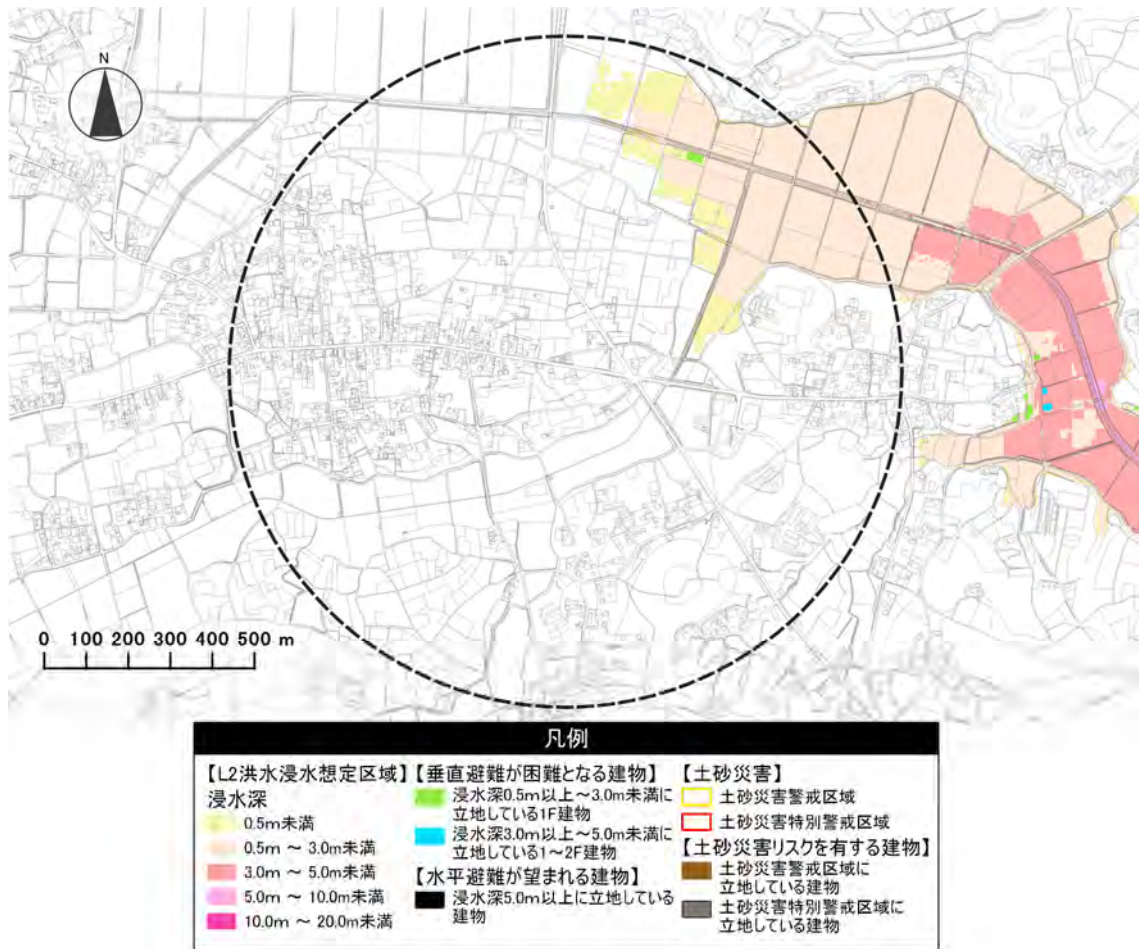 N
0 100 200 300 400 500 m
凡例
【L2洪水浸水想定区域】
浸水深
0.5m未満
0.5m ～ 3.0m未満
3.0m ～ 5.0m未満
5.0m ～ 10.0m未満
10.0m ～ 20.0m未満
【垂直避難が困難となる建物】
浸水深0.5m以上～3.0m未満に
立地している1F建物
浸水深3.0m以上～5.0m未満に
立地している1～2F建物
【水平避難が望まれる建物】
浸水深5.0m以上に立地している
建物
【土砂災害】
土砂災害警戒区域
土砂災害特別警戒区域
【土砂災害リスクを有する建物】
土砂災害警戒区域に
立地している建物
土砂災害特別警戒区域に
立地している建物